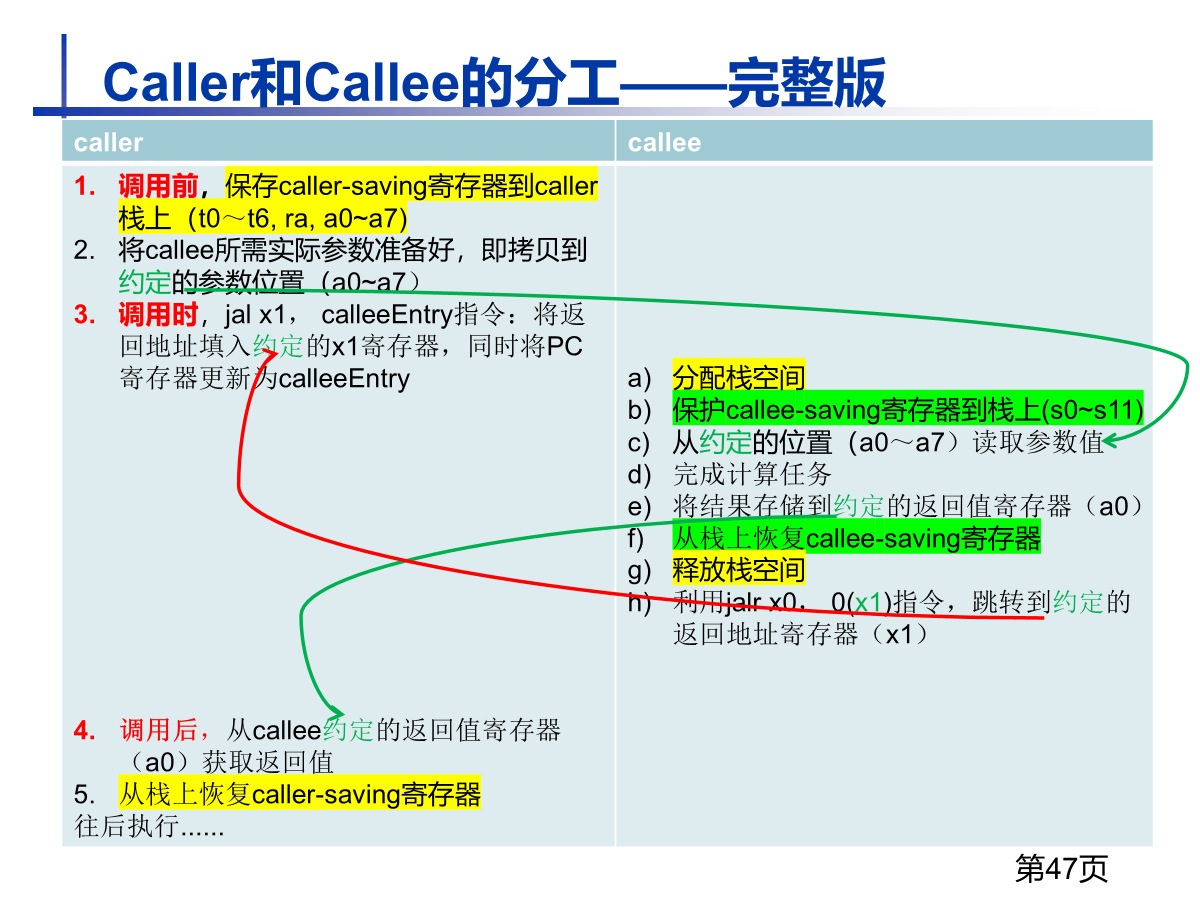 Caller和Callee的分工——完整版
caller
callee
1. 调用前，保存caller-saving寄存器到caller
栈上（t0～t6, ra, a0~a7)
2. 将callee所需实际参数准备好，即拷贝到
约定的参数位置（a0~a7）
3. 调用时，jal x1， calleeEntry指令：将返
回地址填入约定的x1寄存器，同时将PC
寄存器更新为calleeEntry
a) 分配栈空间
b) 保护callee-saving寄存器到栈上(s0~s11)
c) 从约定的位置（a0～a7）读取参数值
d) 完成计算任务
e) 将结果存储到约定的返回值寄存器（a0）
f) 从栈上恢复callee-saving寄存器
g) 释放栈空间
h) 利用jalr x0， 0(x1)指令，跳转到约定的
返回地址寄存器（x1）
4. 调用后，从callee约定的返回值寄存器
（a0）获取返回值
5. 从栈上恢复caller-saving寄存器
往后执行......
第47页